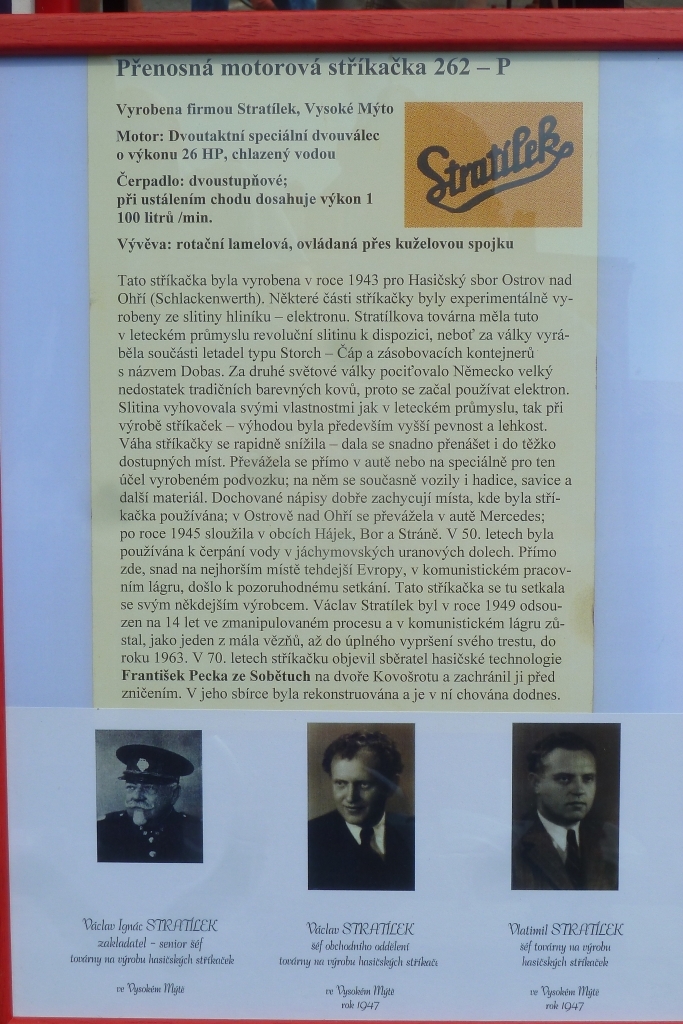 Přenosná motorová stříkačka 262 – P
Vyrobena firmou Stratílek, Vysoké Mýto
Motor: Dvoutaktní speciální dvouválec
o výkonu 26 HP, chlazený vodou
Čerpadlo: dvoustupňové;
při ustálením chodu dosahuje výkon 1
100 litrů /min.
Stratílek
Vývěva: rotační lamelová, ovládaná přes kuželovou spojku
Tato stříkačka byla vyrobena v roce 1943 pro Hasičský sbor Ostrov nad
Ohří (Schlackenwerth). Některé části stříkačky byly experimentálně vy-
robeny ze slitiny hliníku – elektronu. Stratílkova továrna měla tuto
v leteckém průmyslu revoluční slitinu k dispozici, neboť za války vyrá-
běla součásti letadel typu Storch – Čáp a zásobovacích kontejnerů
s názvem Dobas. Za druhé světové války pociťovalo Německo velký
nedostatek tradičních barevných kovů, proto se začal používat elektron.
Slitina vyhovovala svými vlastnostmi jak v leteckém průmyslu, tak při
výrobě stříkaček – výhodou byla především vyšší pevnost a lehkost.
Váha stříkačky se rapidně snížila – dala se snadno přenášet i do těžko
dostupných míst. Převážela se přímo v autě nebo na speciálně pro ten
účel vyrobeném podvozku; na něm se současně vozily i hadice, savice a
další materiál. Dochované nápisy dobře zachycují místa, kde byla stří-
kačka používána; v Ostrově nad Ohří se převážela v autě Mercedes;
po roce 1945 sloužila v obcích Hájek, Bor a Stráně. V 50. letech byla
používána k čerpání vody v jáchymovských uranových dolech. Přímo
zde, snad na nejhorším místě tehdejší Evropy, v komunistickém pracov-
ním lágru, došlo k pozoruhodnému setkání. Tato stříkačka se tu setkala
se svým někdejším výrobcem. Václav Stratílek byl v roce 1949 odsou-
zen na 14 let ve zmanipulovaném procesu a v komunistickém lágru zů-
stal, jako jeden z mála vězňů, až do úplného vypršení svého trestu, do
roku 1963. V 70. letech stříkačku objevil sběratel hasičské technologie
František Pecka ze Sobětuch na dvoře Kovošrotu a zachránil ji před
zničením. V jeho sbírce byla rekonstruována a je v ní chována dodnes.
Václav Ignác STRATÍLEK
zakladatel – senior šéf
továrny na výrobu hasičských stříkaček
ve Vysokém Mýtě
Václav STRATÍLEK
šéf obchodního oddělení
továrny na výrobu hasičských stříkače
ve Vysokém Mýtě
rok 1947
Vlatimil STRATÍLEK
šéf továrny na výrobu
hasičských stříkaček
ve Vysokém Mýtě
rok 1947